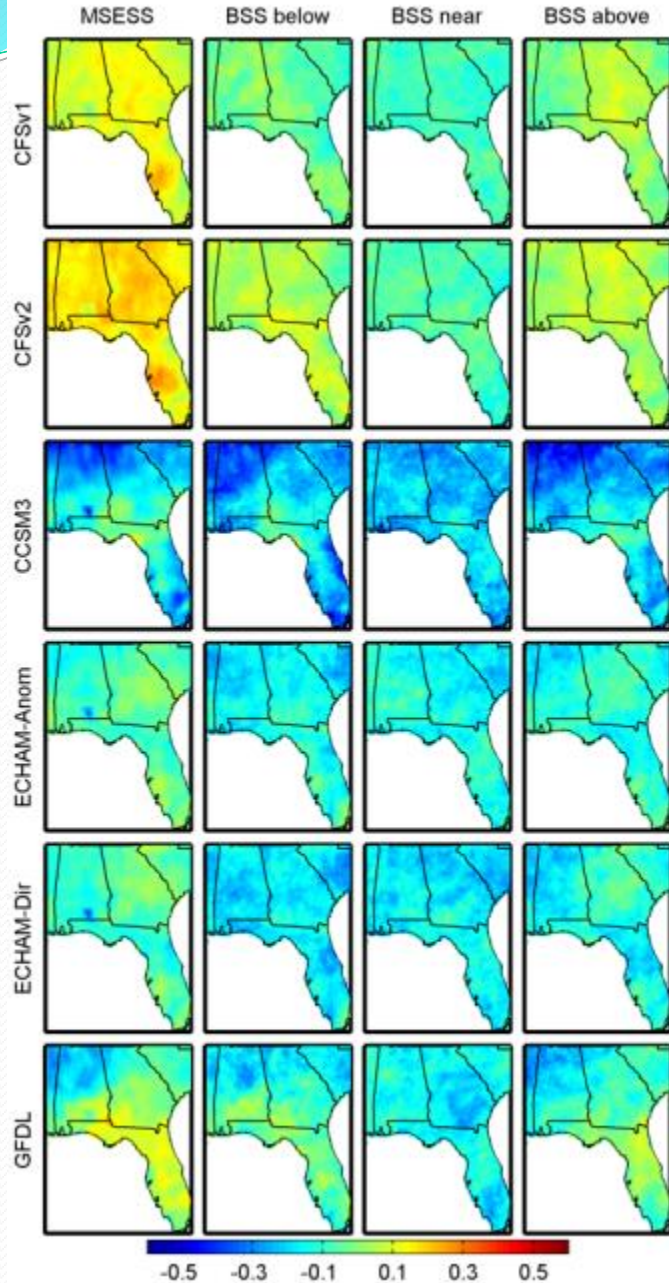 MSESS BSS below BSS near BSS above
CFSv1
CFSv2
CCSM3
ECHAM-Anom
ECHAM-Dir
GFDL
-0.5 -0.3 -0.1 0.1 0.3 0.5